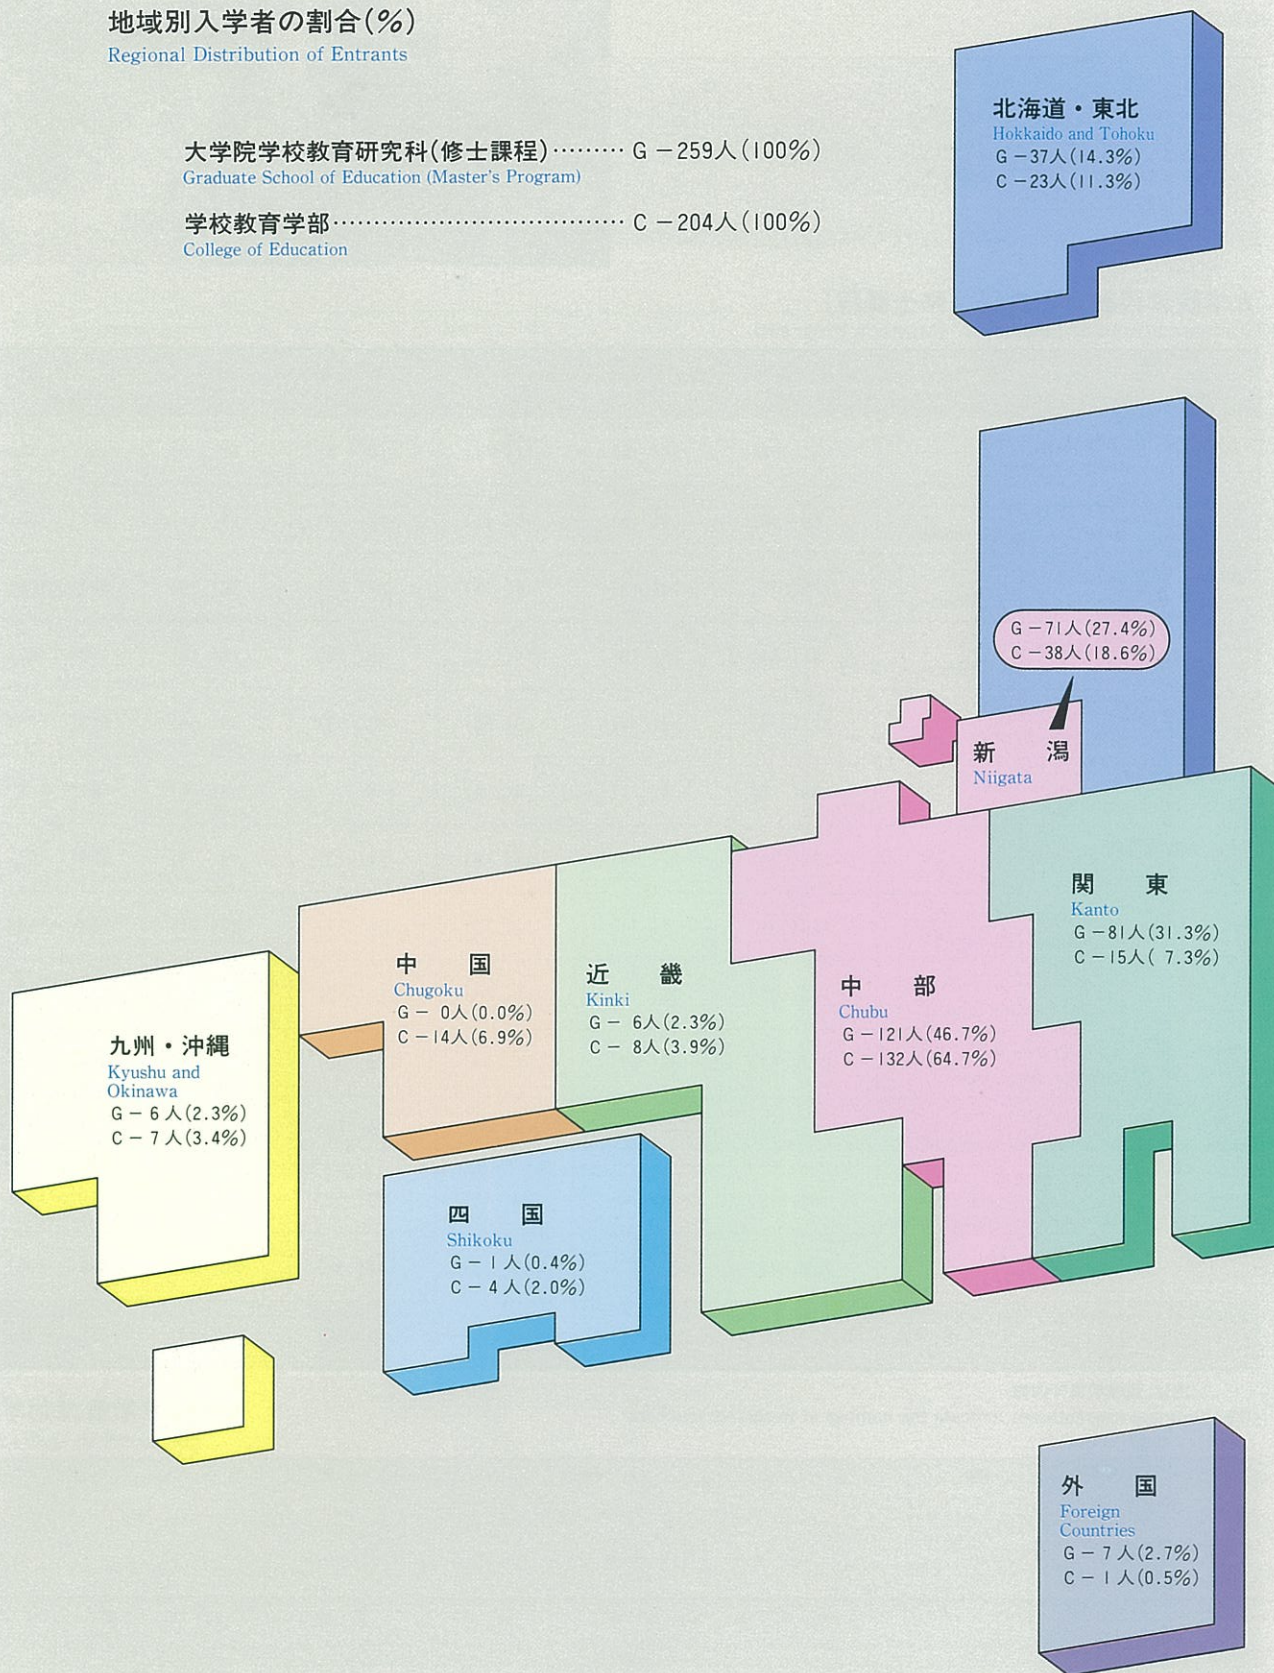 地域別入学者の割合(%)
Regional Distribution of Entrants
大学院学校教育研究科(修士課程)……… G－259人(100%)
Graduate School of Education (Master's Program)
学校教育学部………………………………… C－204人(100%)
College of Education
北海道・東北
Hokkaido and Tohoku
G－37人(14.3%)
C－23人(11.3%)
G－71人(27.4%)
C－38人(18.6%)
新 潟
Niigata
関 東
Kanto
G－81人(31.3%)
C－15人( 7.3%)
中 部
Chubu
G－121人(46.7%)
C－132人(64.7%)
近 畿
Kinki
G－ 6人(2.3%)
C－ 8人(3.9%)
中 国
Chugoku
G－ 0人(0.0%)
C－14人(6.9%)
九州・沖縄
Kyushu and
Okinawa
G－6人(2.3%)
C－7人(3.4%)
四 国
Shikoku
G－1人(0.4%)
C－4人(2.0%)
外 国
Foreign
Countries
G－7人(2.7%)
C－1人(0.5%)